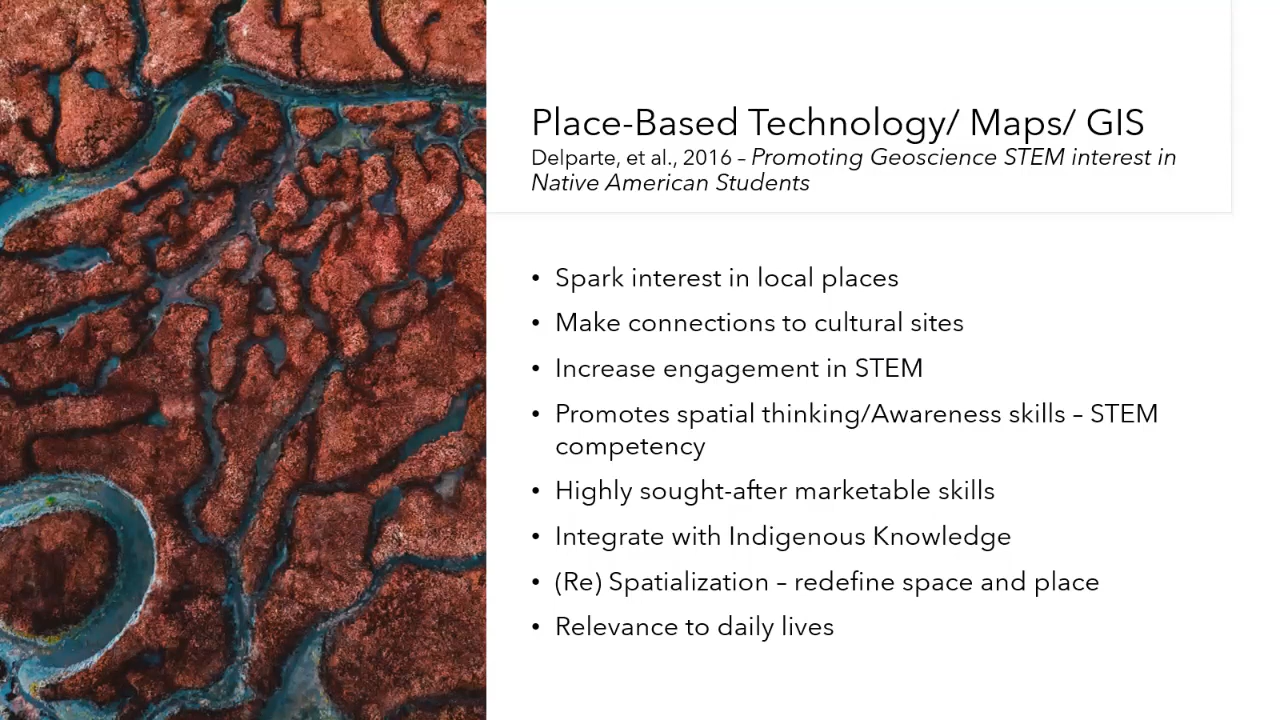 Place-Based Technology/ Maps/ GIS
Delparte, et al., 2016 – Promoting Geoscience STEM interest in
Native American Students
• Spark interest in local places
• Make connections to cultural sites
• Increase engagement in STEM
• Promotes spatial thinking/Awareness skills – STEM
competency
• Highly sought-after marketable skills
• Integrate with Indigenous Knowledge
• (Re) Spatialization – redefine space and place
• Relevance to daily lives